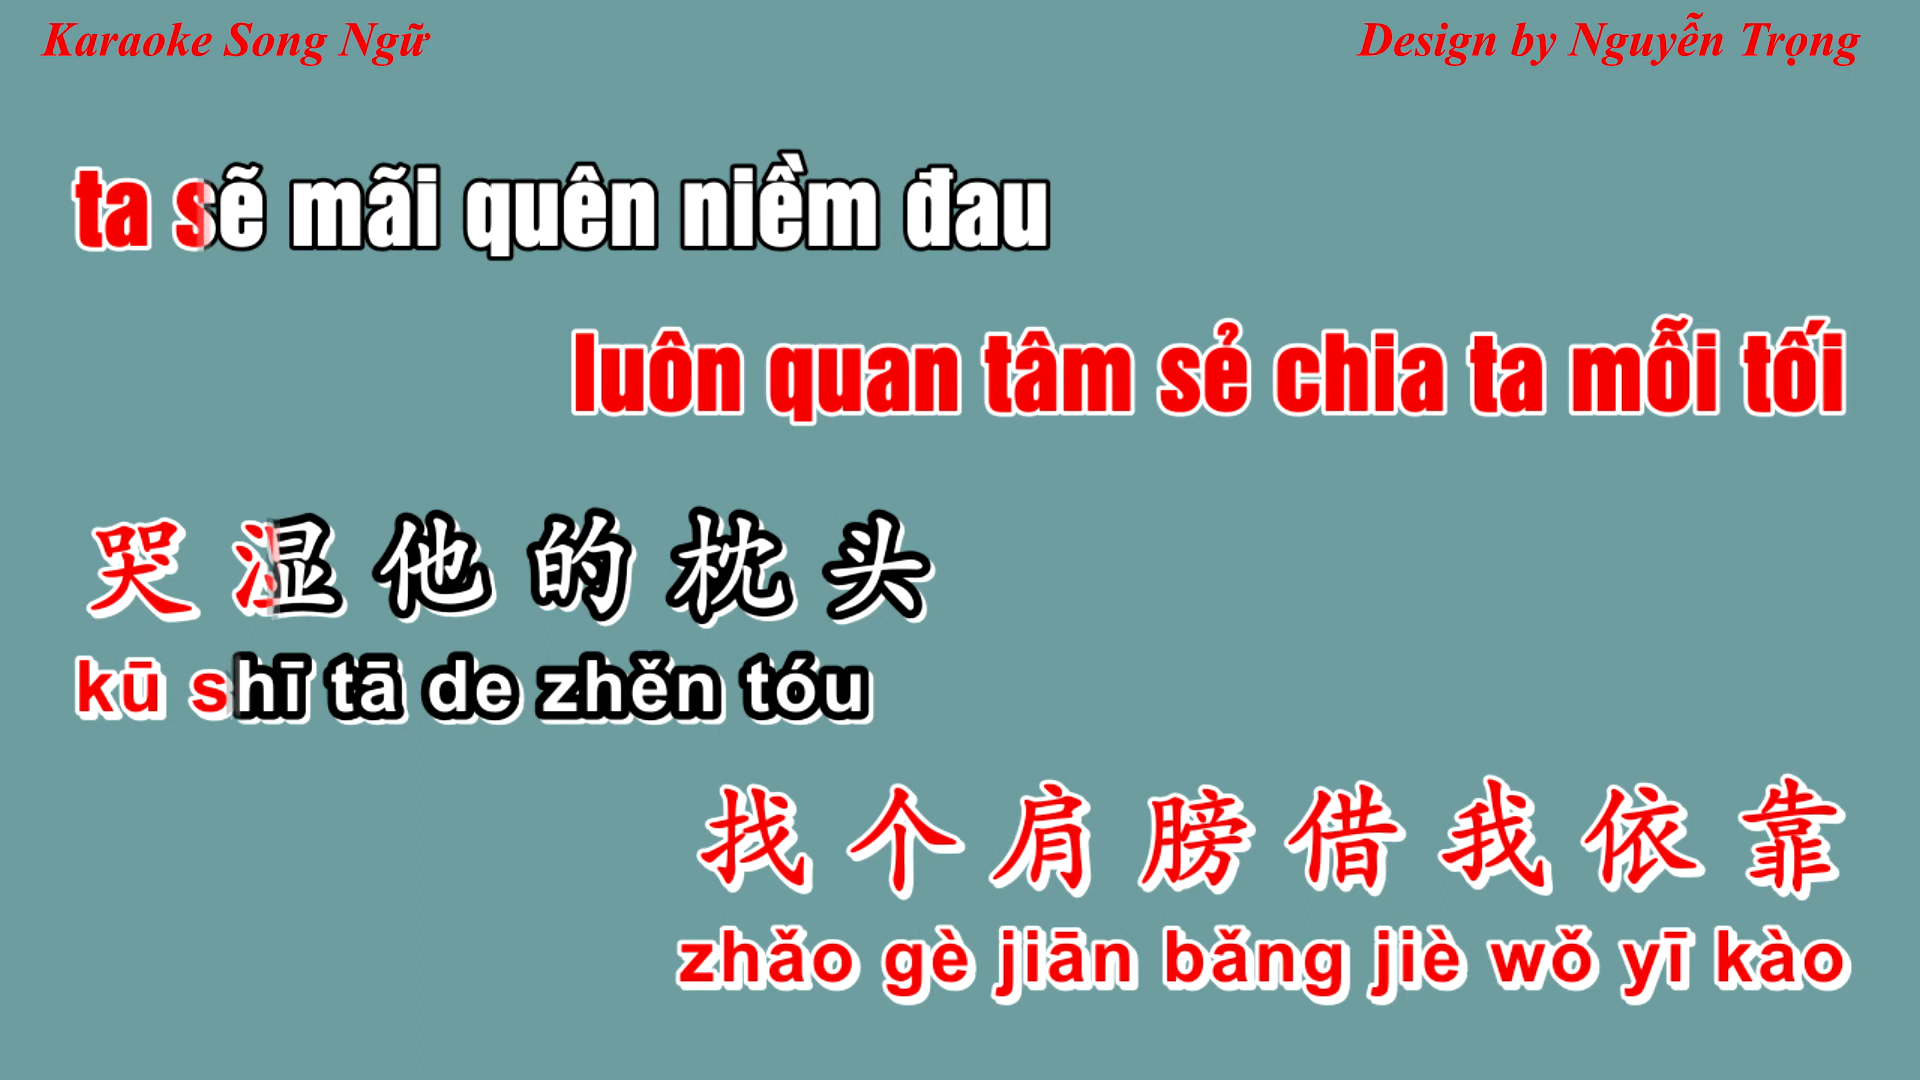 Karaoke Song Ngữ
Design by Nguyễn Trọng
ta sẽ mãi quên niềm đau
luôn quan tâm sẻ chia ta mỗi tối
哭 湿 他 的 枕 头
kū shī tā de zhěn tóu
找 个 肩 膀 借 我 依 靠
zhǎo gè jiān bǎng jiè wǒ yī kào